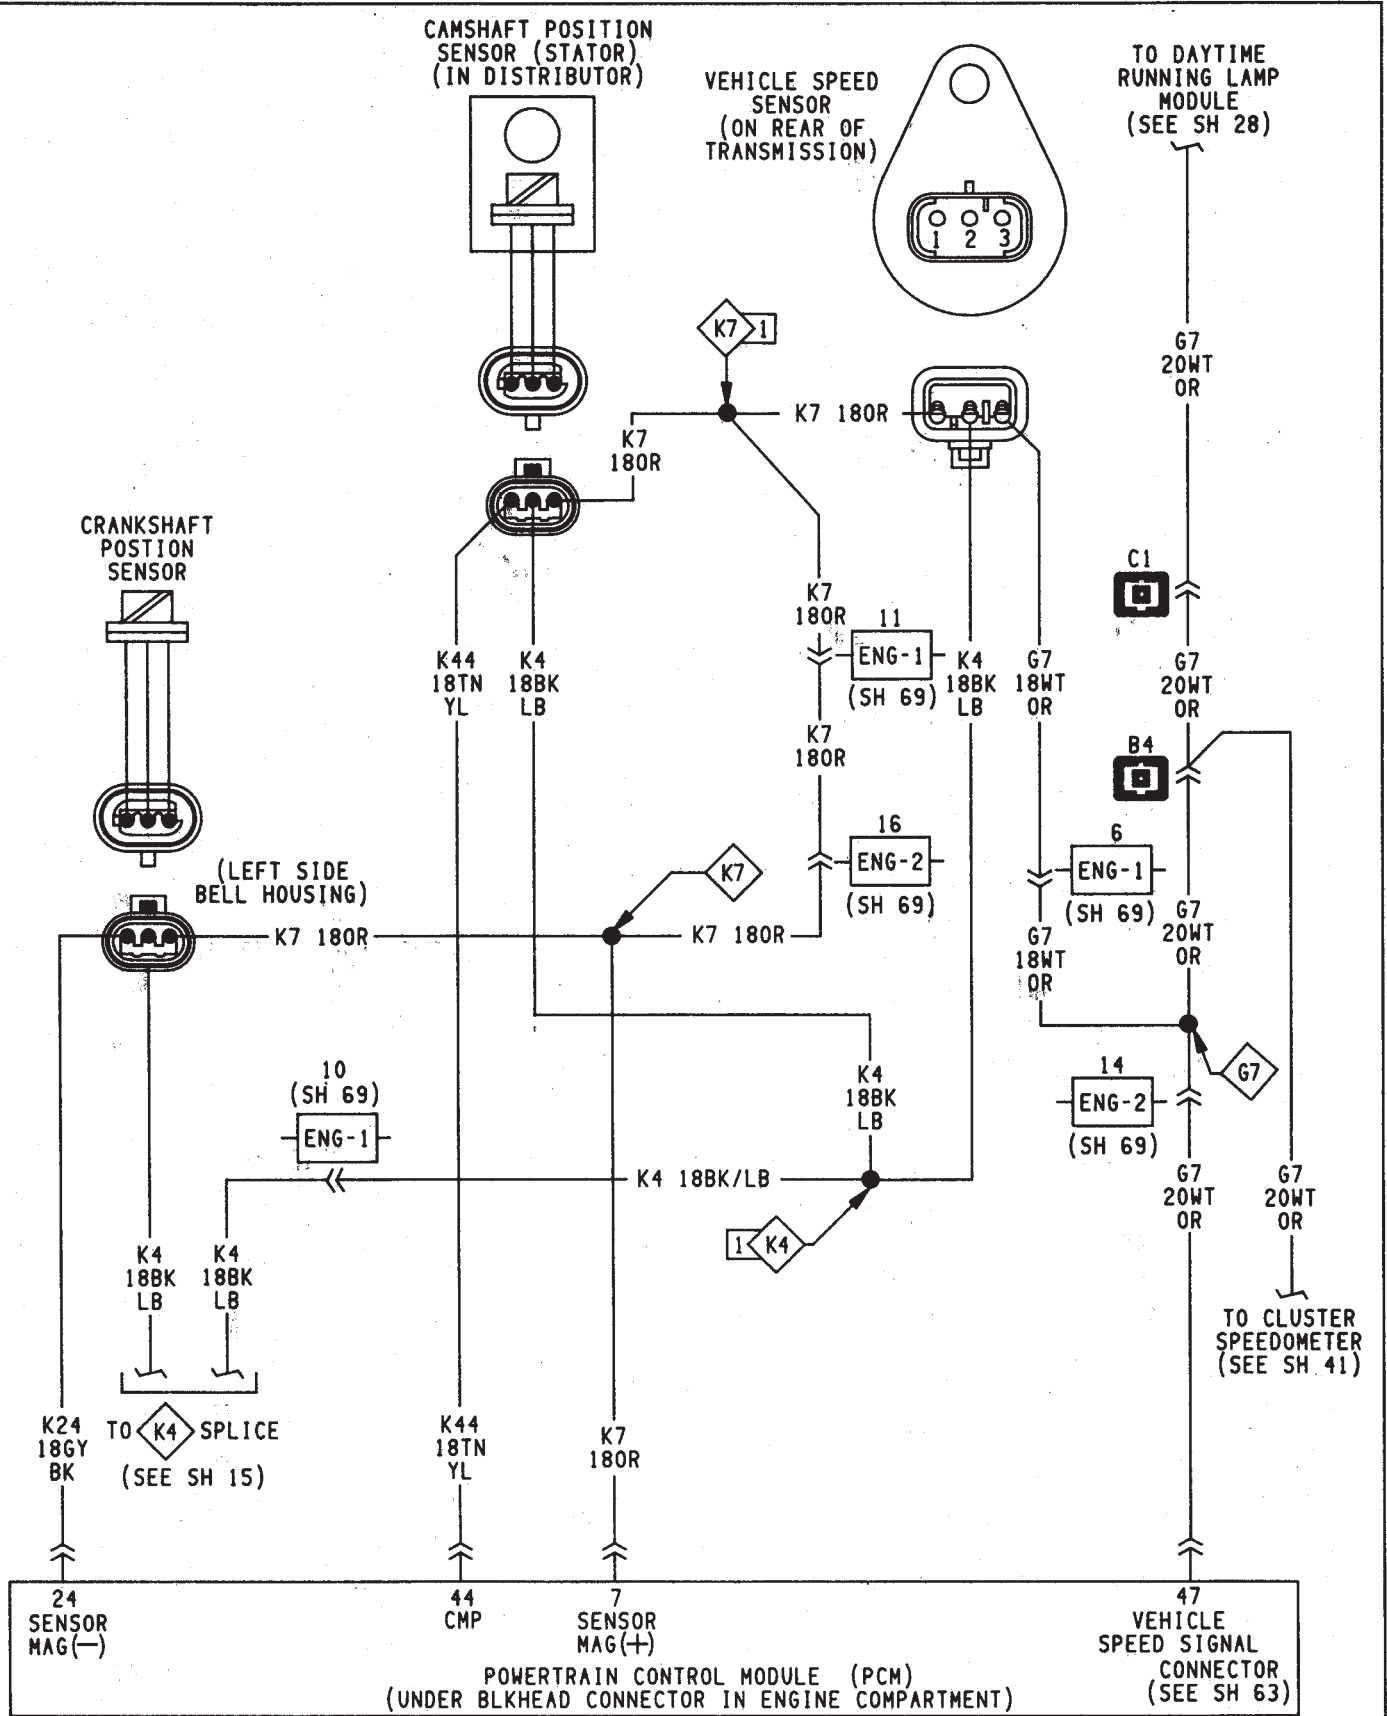 CAMSHAFT POSITION
SENSOR (STATOR)
(IN DISTRIBUTOR)
VEHICLE SPEED
SENSOR
(ON REAR OF
TRANSMISSION)
TO DAYTIME
RUNNING LAMP
MODULE
(SEE SH 28)
1 2 3
K7 1
G7
20WT
OR
K7 18OR
K7
18OR
CRANKSHAFT
POSTION
SENSOR
C1
K7
18OR
11
ENG-1
(SH 69)
K44
18TN
YL
K4
18BK
LB
K4
18BK
LB
G7
18WT
OR
G7
20WT
OR
K7
18OR
B4
16
ENG-2
(SH 69)
6
ENG-1
(SH 69)
(LEFT SIDE
BELL HOUSING)
K7
K7 18OR
K7 18OR
G7
18WT
OR
G7
20WT
OR
10
(SH 69)
ENG-1
K4
18BK
LB
14
ENG-2
(SH 69)
G7
K4 18BK/LB
1 K4
G7
20WT
OR
G7
20WT
OR
K4
18BK
LB
K4
18BK
LB
TO CLUSTER
SPEEDOMETER
(SEE SH 41)
K24
18GY
BK
TO K4 SPLICE
(SEE SH 15)
K44
18TN
YL
K7
18OR
24
SENSOR
MAG(—)
44
CMP
7
SENSOR
MAG(+)
47
VEHICLE
SPEED SIGNAL
CONNECTOR
(SEE SH 63)
POWERTRAIN CONTROL MODULE (PCM)
(UNDER BLKHEAD CONNECTOR IN ENGINE COMPARTMENT)